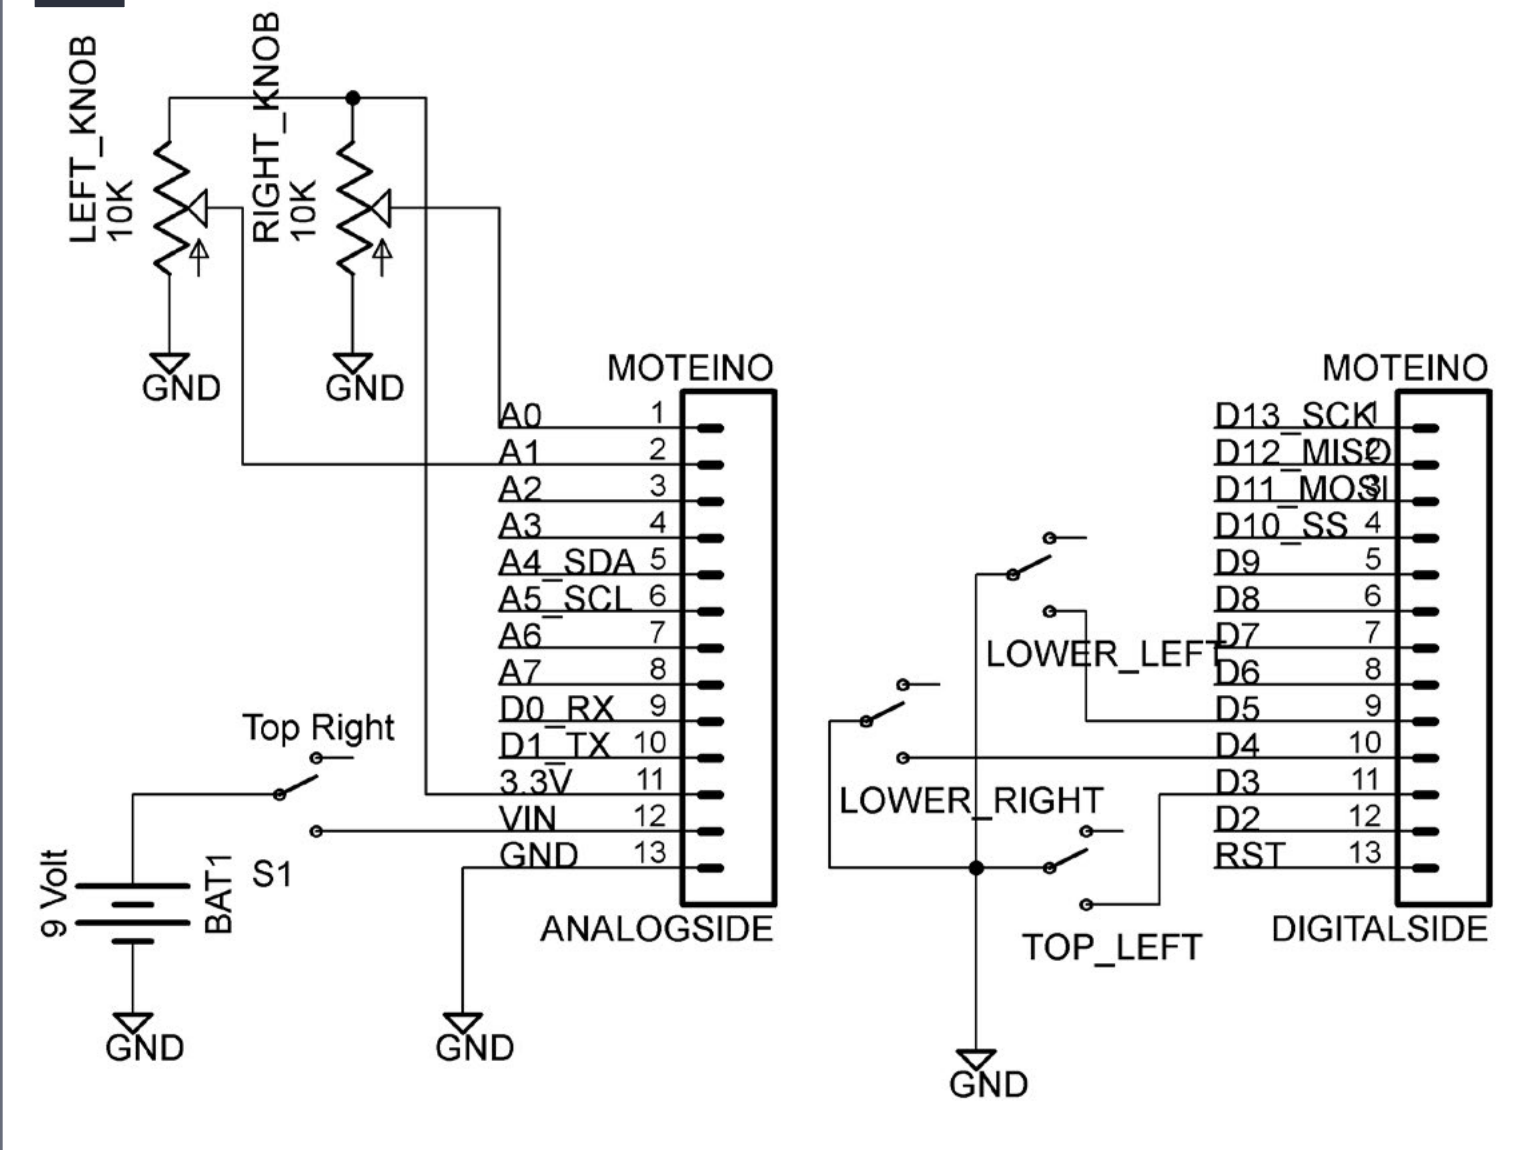 LEFT_KNOB
10K
RIGHT_KNOB
10K
GND
GND
MOTEINO
A0 1
A1 2
A2 3
A3 4
A4_SDA 5
A5_SCL 6
A6 7
A7 8
D0_RX 9
D1_TX 10
3.3V 11
VIN 12
GND 13
ANALOGSIDE
Top Right
S1
9 Volt
BAT1
GND
GND
MOTEINO
D13_SCK 1
D12_MISO 2
D11_MOSI 3
D10_SS 4
D9 5
D8 6
D7 7
D6 8
D5 9
D4 10
D3 11
D2 12
RST 13
DIGITALSIDE
LOWER_LEFT
LOWER_RIGHT
TOP_LEFT
GND